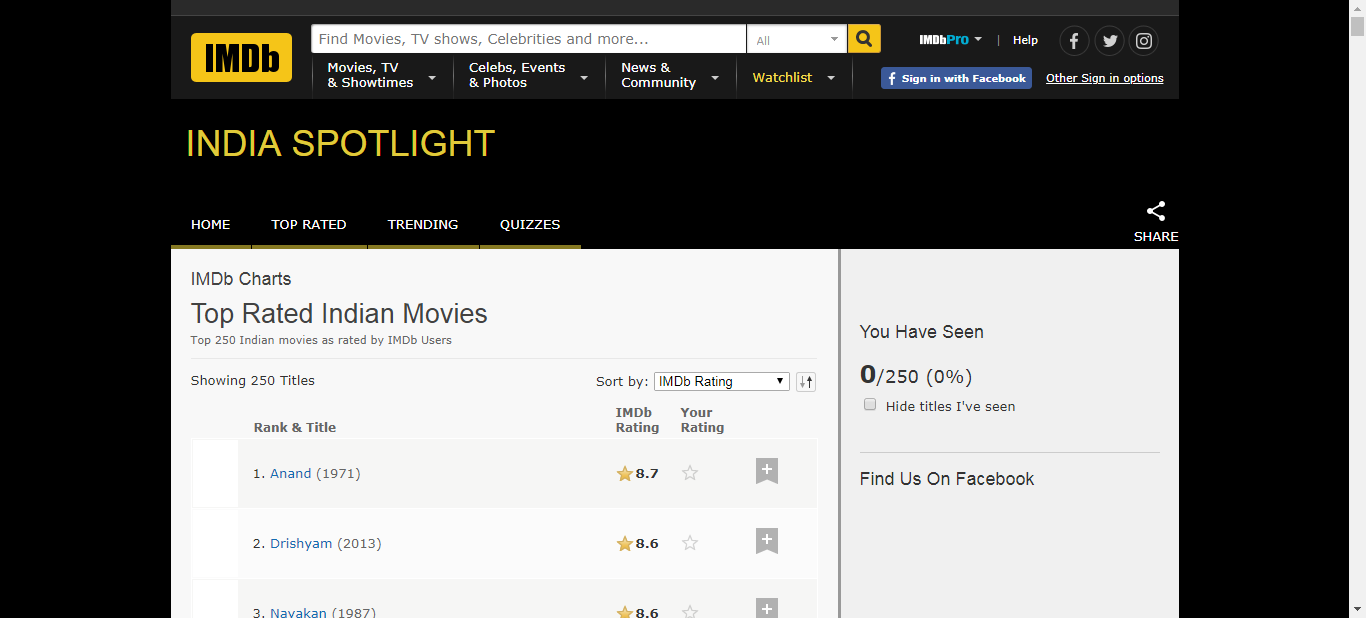 IMDb
Find Movies, TV shows, Celebrities and more...
All
IMDbPro
|
Help
Movies, TV
& Showtimes
Celebs, Events
& Photos
News &
Community
Watchlist
f Sign in with Facebook
Other Sign in options
INDIA SPOTLIGHT
HOME
TOP RATED
TRENDING
QUIZZES
SHARE
IMDb Charts
Top Rated Indian Movies
Top 250 Indian movies as rated by IMDb Users
Showing 250 Titles
Sort by: IMDb Rating
Rank & Title
IMDb
Rating
Your
Rating
1. Anand (1971) 8.7
2. Drishyam (2013) 8.6
3. Nayakan (1987) 8.6
You Have Seen
0/250 (0%)
Hide titles I've seen
Find Us On Facebook